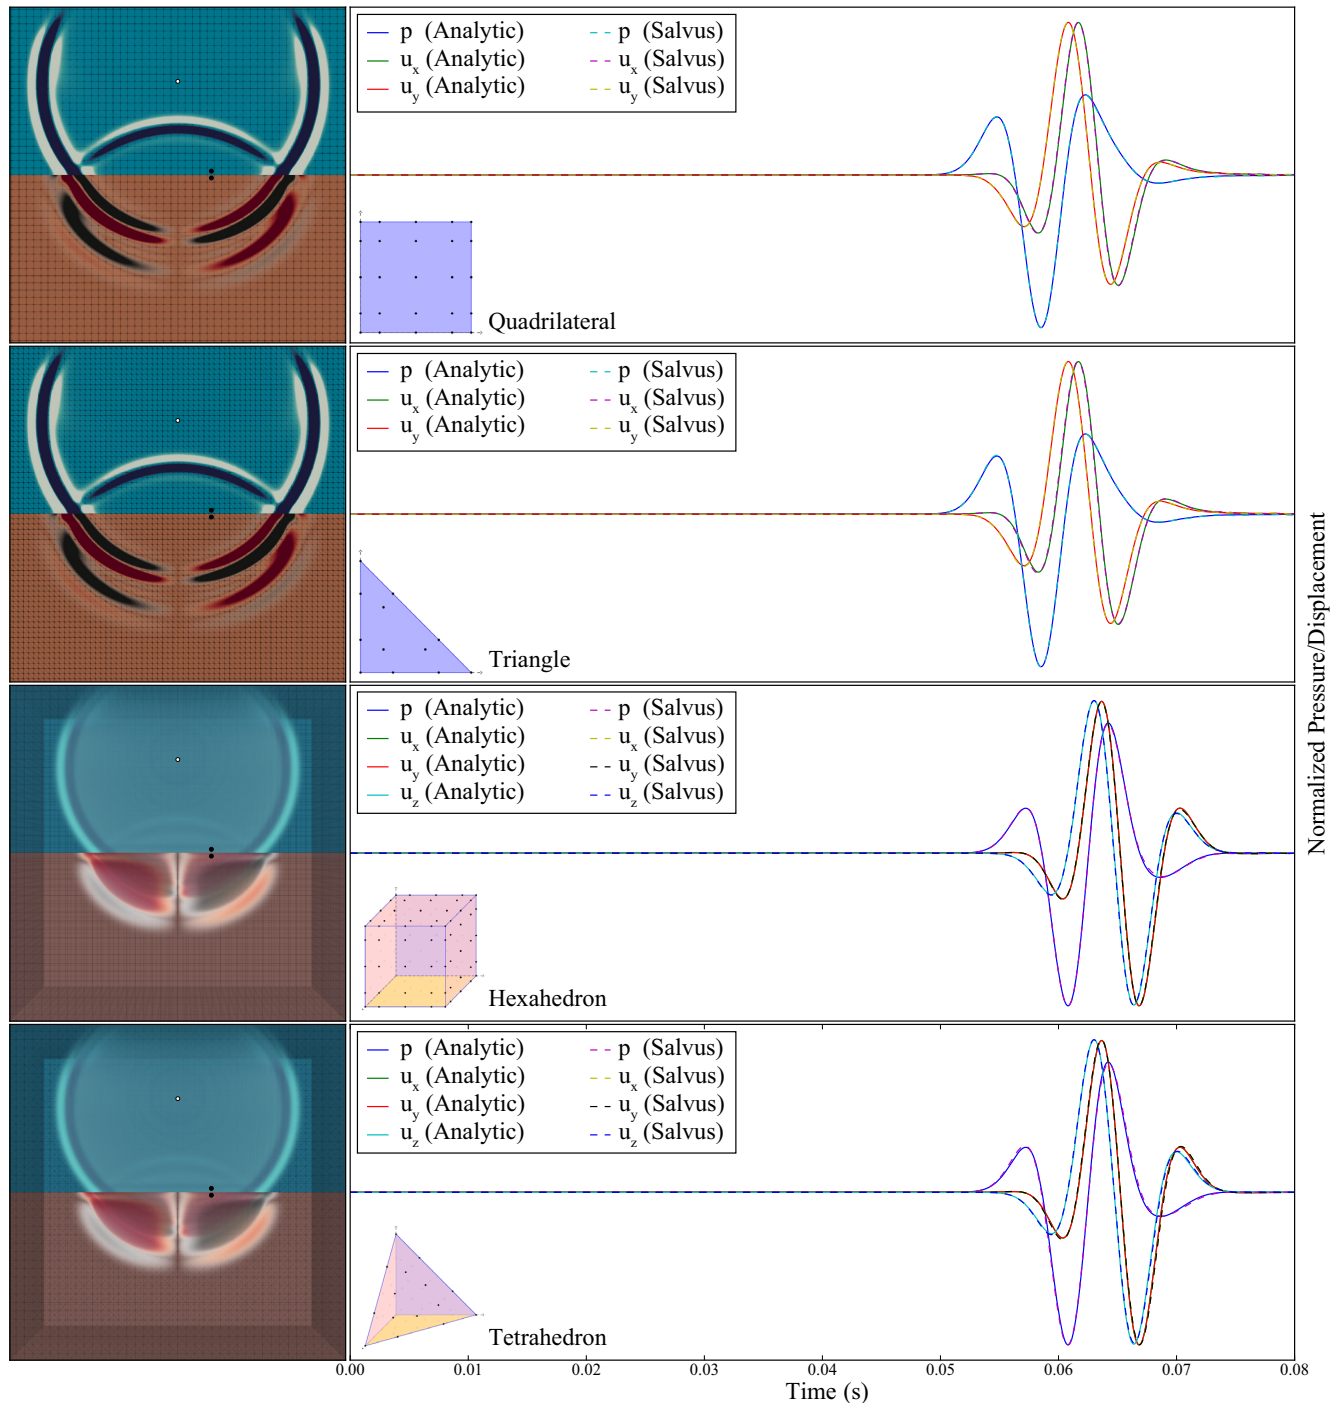 p (Analytic) p (Salvus)
u_x (Analytic) u_x (Salvus)
u_y (Analytic) u_y (Salvus)
Quadrilateral
p (Analytic) p (Salvus)
u_x (Analytic) u_x (Salvus)
u_y (Analytic) u_y (Salvus)
Triangle
p (Analytic) p (Salvus)
u_x (Analytic) u_x (Salvus)
u_y (Analytic) u_y (Salvus)
u_z (Analytic) u_z (Salvus)
Hexahedron
p (Analytic) p (Salvus)
u_x (Analytic) u_x (Salvus)
u_y (Analytic) u_y (Salvus)
u_z (Analytic) u_z (Salvus)
Tetrahedron
0.00 0.01 0.02 0.03 0.04 0.05 0.06 0.07 0.08
Time (s)
Normalized Pressure/Displacement